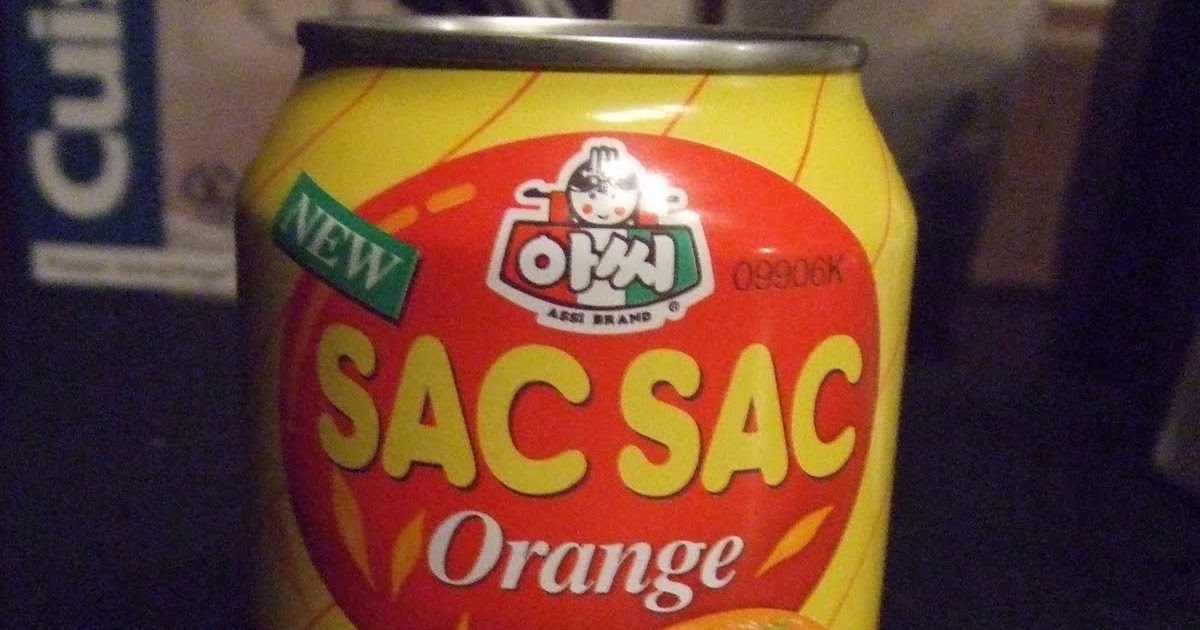 NEW
아씨
ASSI BRAND
®
09906K
SAC SAC
Orange